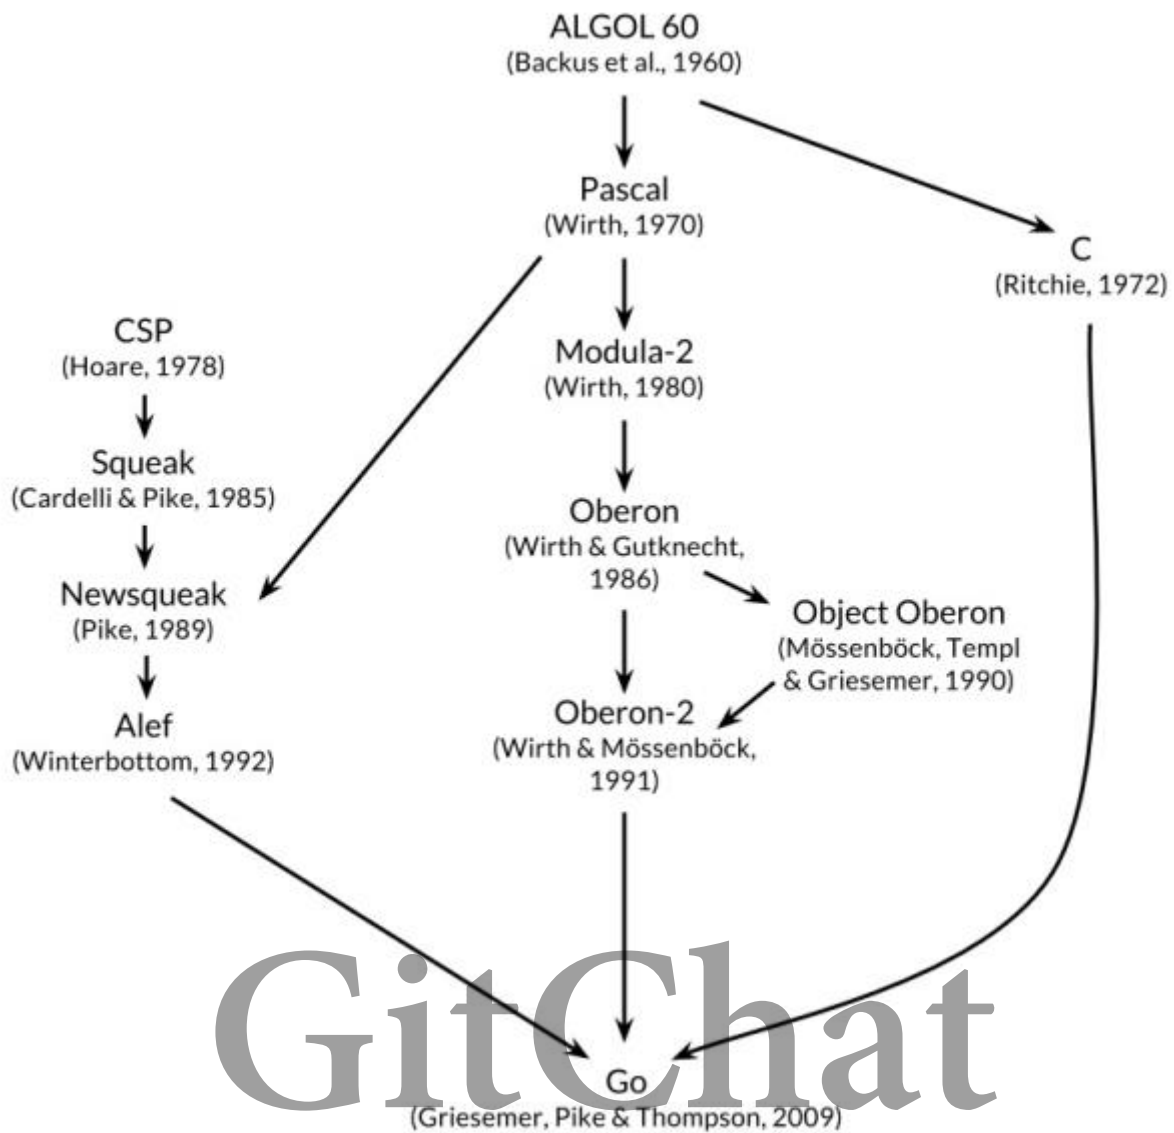 ALGOL 60
(Backus et al., 1960)
Pascal
(Wirth, 1970)
C
(Ritchie, 1972)
CSP
(Hoare, 1978)
Modula-2
(Wirth, 1980)
Squeak
(Cardelli & Pike, 1985)
Oberon
(Wirth & Gutknecht,
1986)
Newsqueak
(Pike, 1989)
Object Oberon
(Mössenböck, Templ
& Griesemer, 1990)
Alef
(Winterbottom, 1992)
Oberon-2
(Wirth & Mössenböck,
1991)
GitChat
Go
(Griesemer, Pike & Thompson, 2009)